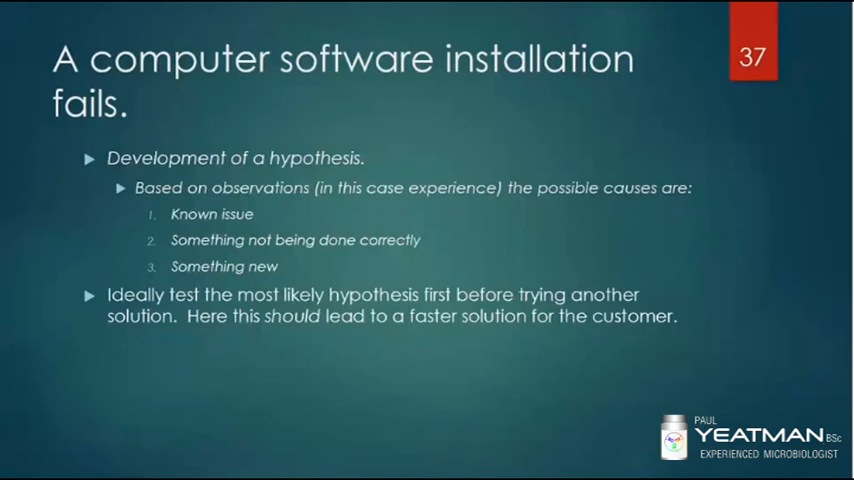 A computer software installation
fails.
37
Development of a hypothesis.
Based on observations (in this case experience) the possible causes are:
1. Known issue
2. Something not being done correctly
3. Something new
Ideally test the most likely hypothesis first before trying another
solution. Here this should lead to a faster solution for the customer.
PAUL
YEATMAN BSc
EXPERIENCED MICROBIOLOGIST